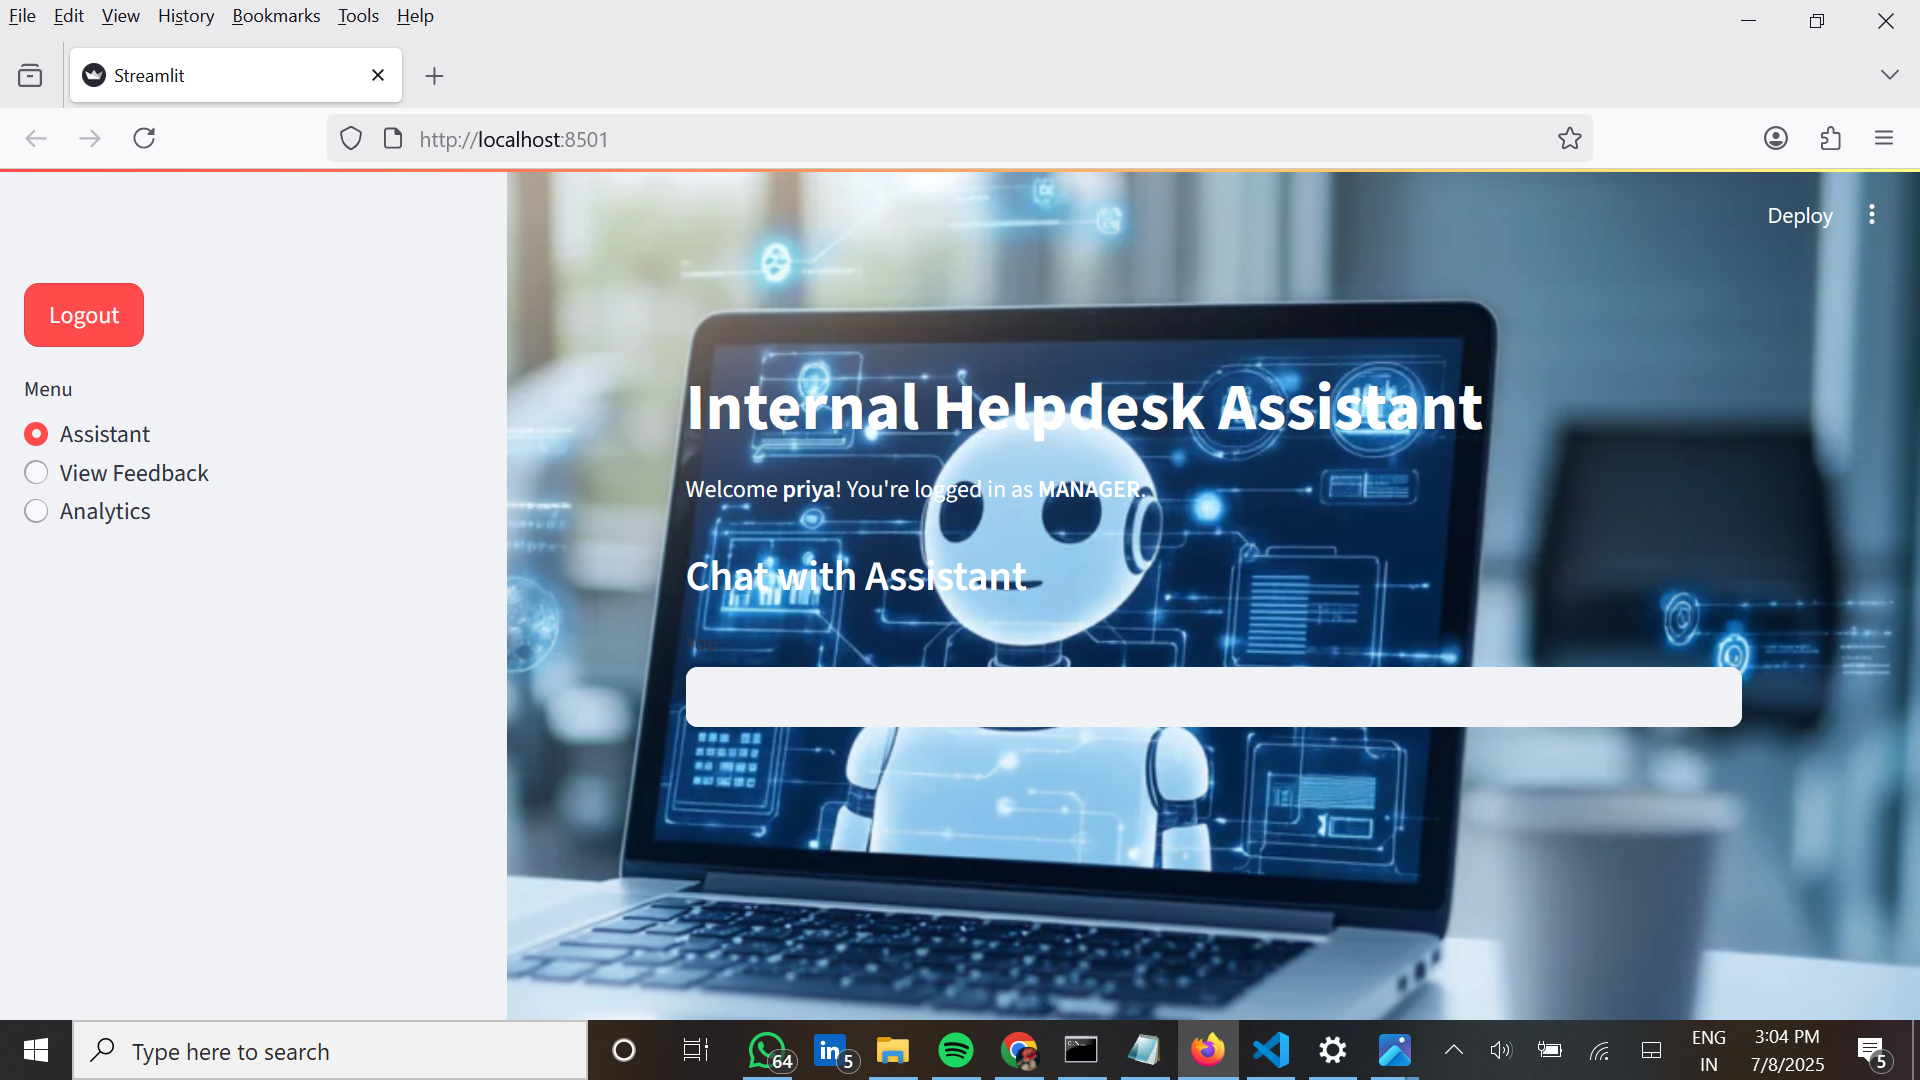 File Edit View History Bookmarks Tools Help
Streamlit
http://localhost:8501
Deploy
Logout
Menu
Assistant
View Feedback
Analytics
Internal Helpdesk Assistant
Welcome priya! You're logged in as MANAGER.
Chat with Assistant
Type here to search
64
in 5
ENG
IN
3:04 PM
7/8/2025
5